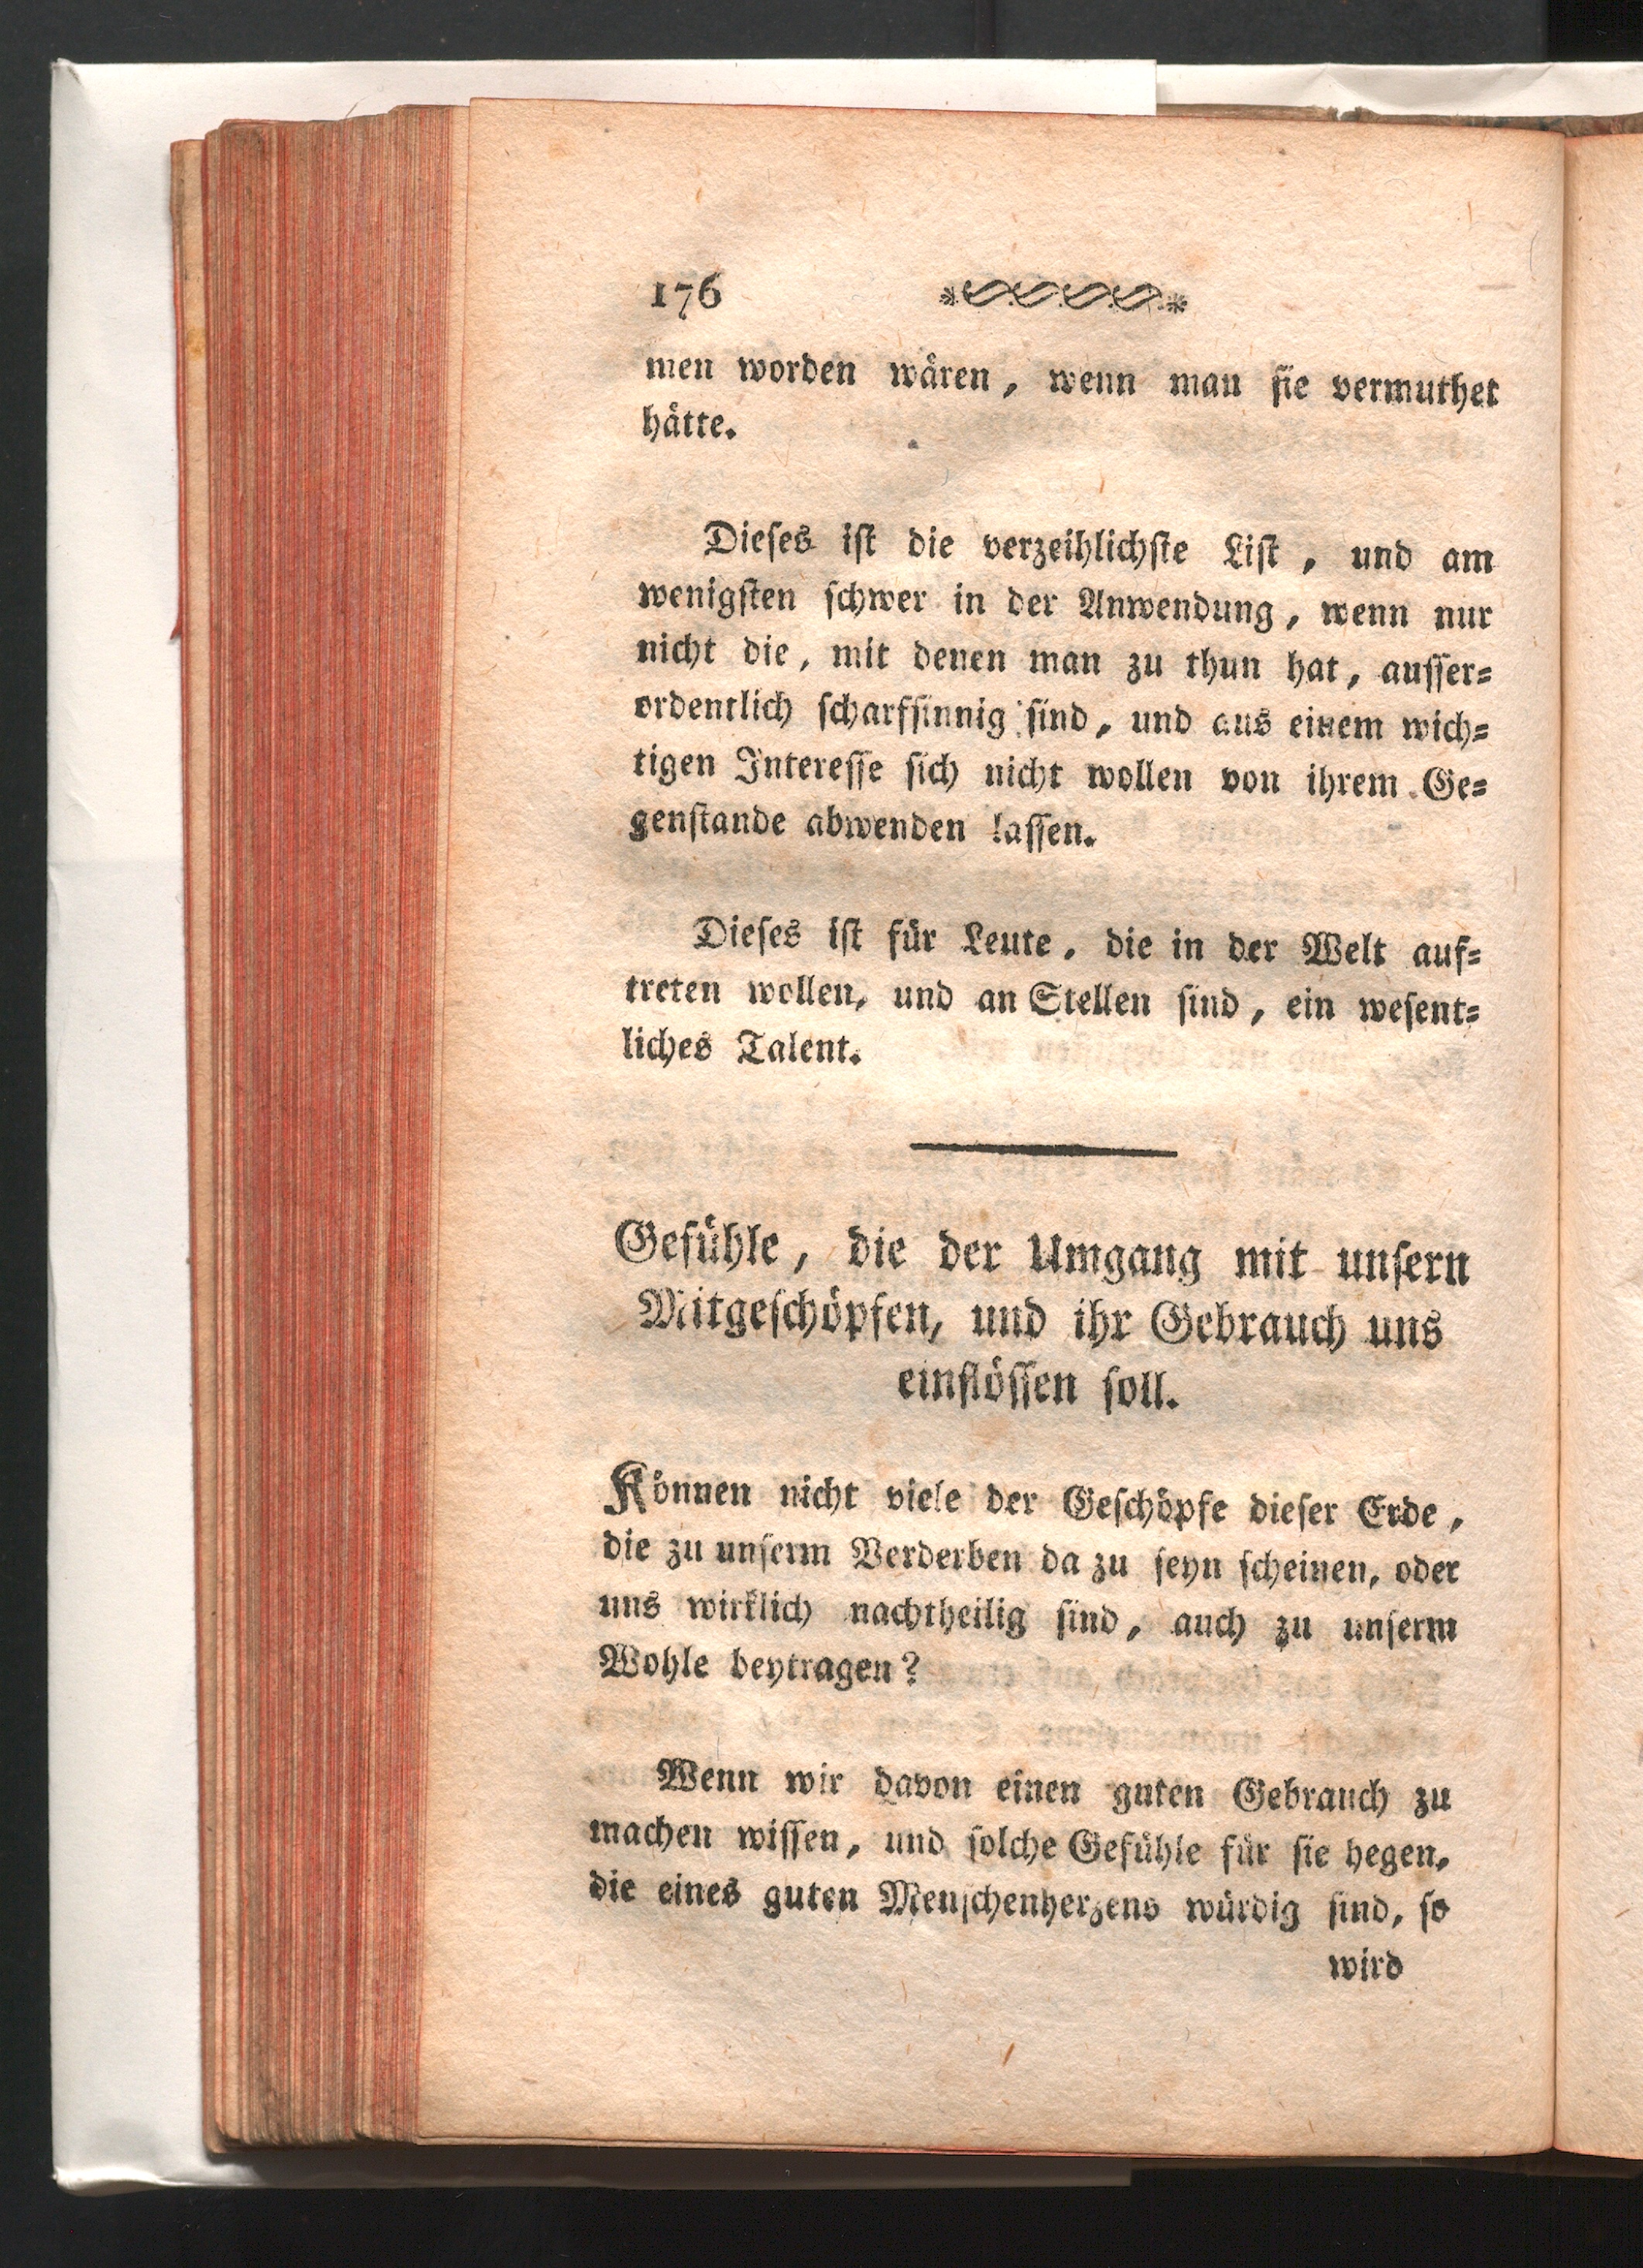 176
men worden wären, wenn man ſie vermuthet
hätte.
Dieſes iſt die verzeihlichſte Liſt, und am
wenigſten ſchwer in der Anwendung, wenn nur
nicht die, mit denen man zu thun hat, auſſer⸗
ordentlich ſcharfſinnig ſind, und aus einem wich⸗
tigen Intereſſe ſich nicht wollen von ihrem Ge⸗
genſtande abwenden laſſen.
Dieſes iſt für Leute, die in der Welt auf⸗
treten wollen, und an Stellen ſind, ein weſent⸗
liches Talent.
Gefühle, die der Umgang mit unſern
Mitgeſchöpfen, und ihr Gebrauch uns
einflöſſen ſoll.
Können nicht viele der Geſchöpfe dieſer Erde,
die zu unſerm Verderben da zu ſeyn ſcheinen, oder
uns wirklich nachtheilig ſind, auch zu unſerm
Wohle beytragen?
Wenn wir davon einen guten Gebrauch zu
machen wiſſen, und ſolche Gefühle für ſie hegen,
die eines guten Menſchenherzens würdig ſind, ſo
wird